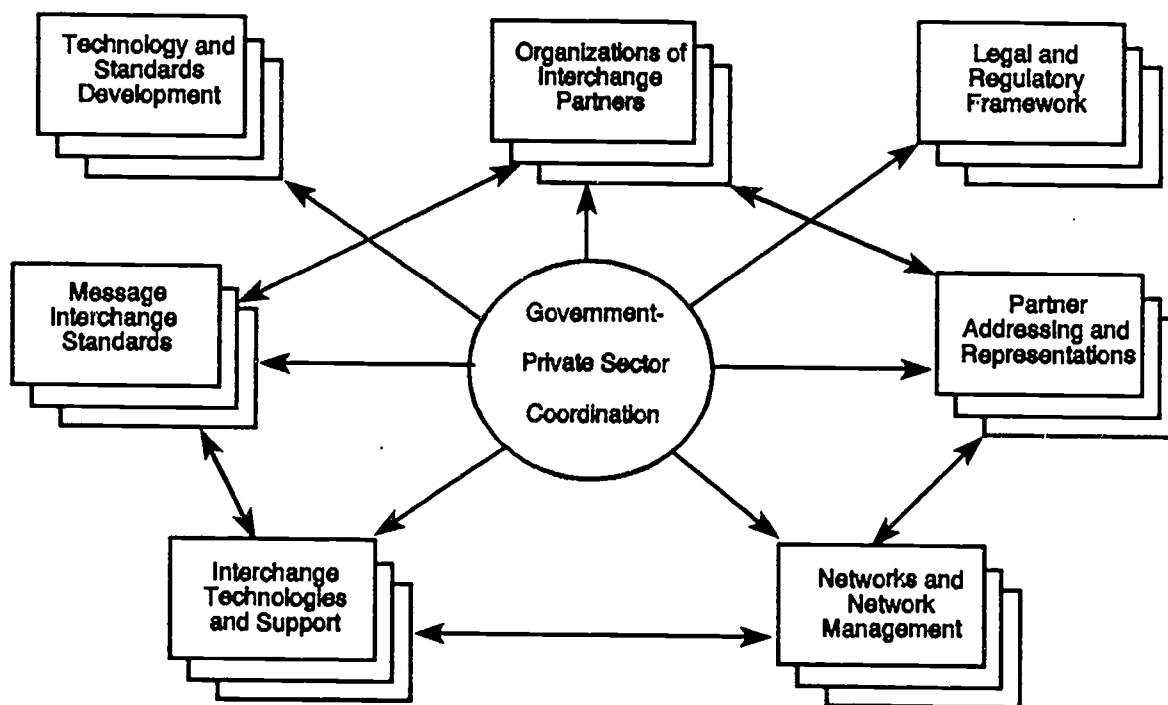 Technology and
Standards
Development
Organizations of
Interchange
Partners
Legal and
Regulatory
Framework
Message
Interchange
Standards
Government-
Private Sector
Coordination
Partner
Addressing and
Representations
Interchange
Technologies
and Support
Networks and
Network
Management